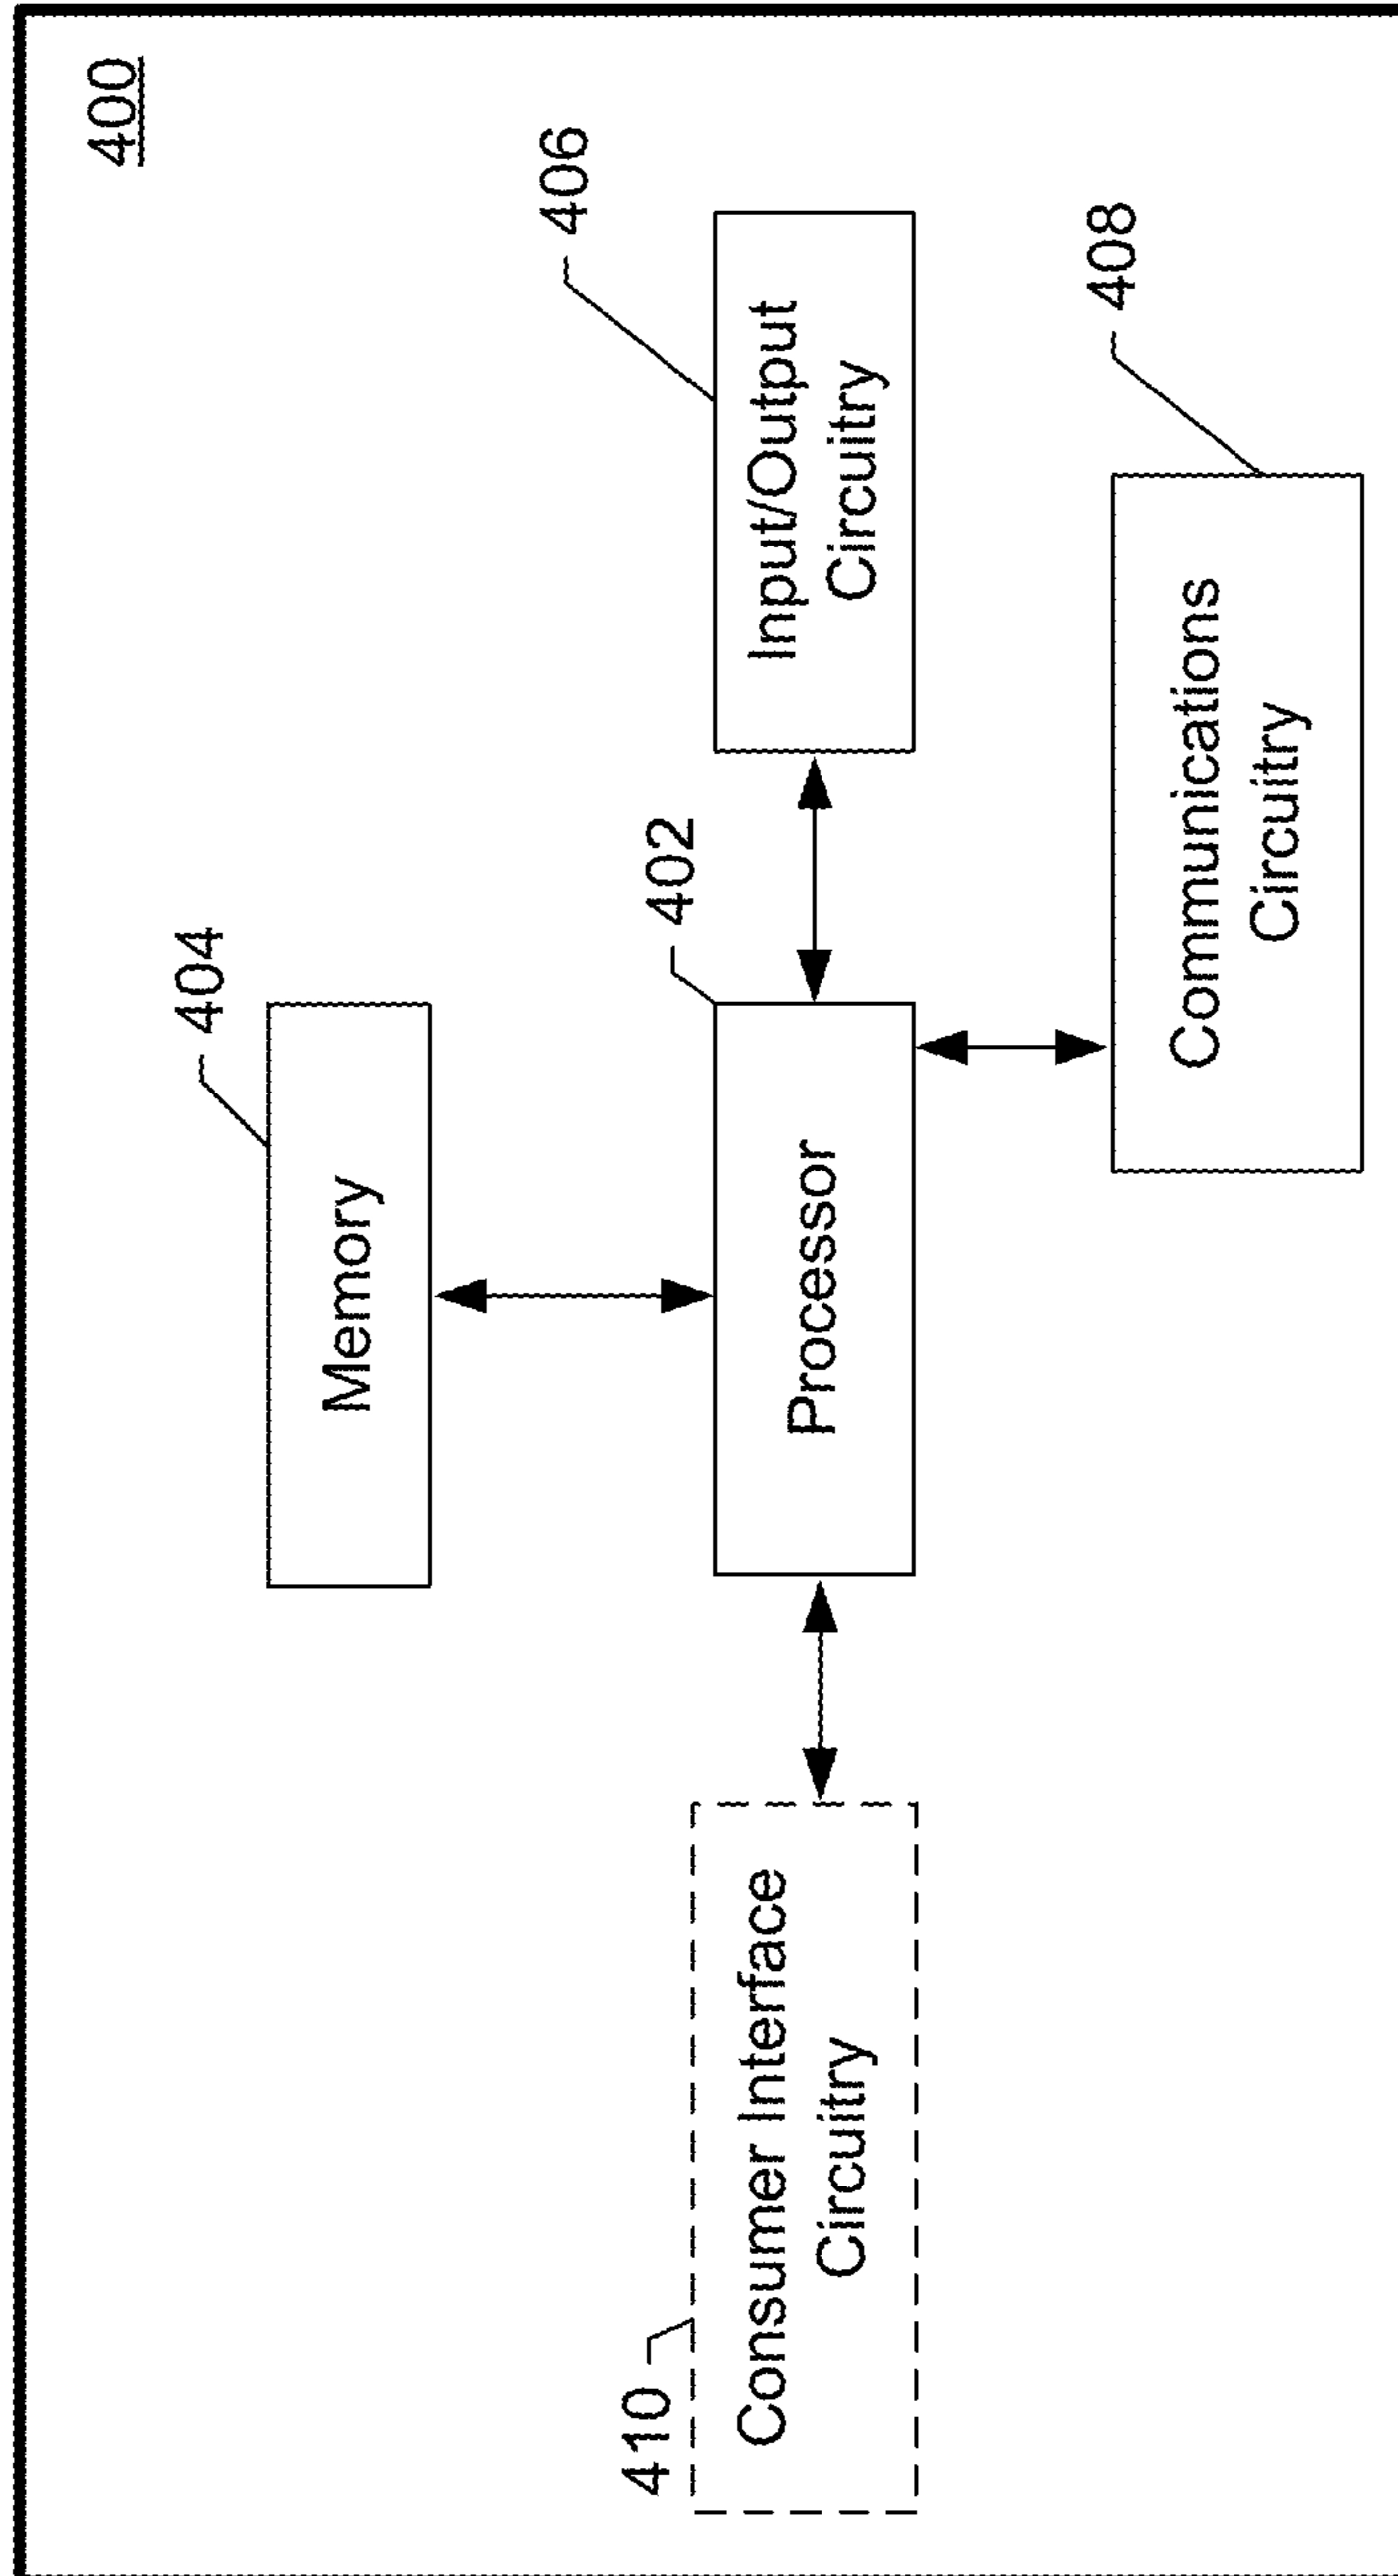 400
404
Memory
406
402
410
Consumer Interface
Circuitry
Processor
Input/Output
Circuitry
408
Communications
Circuitry